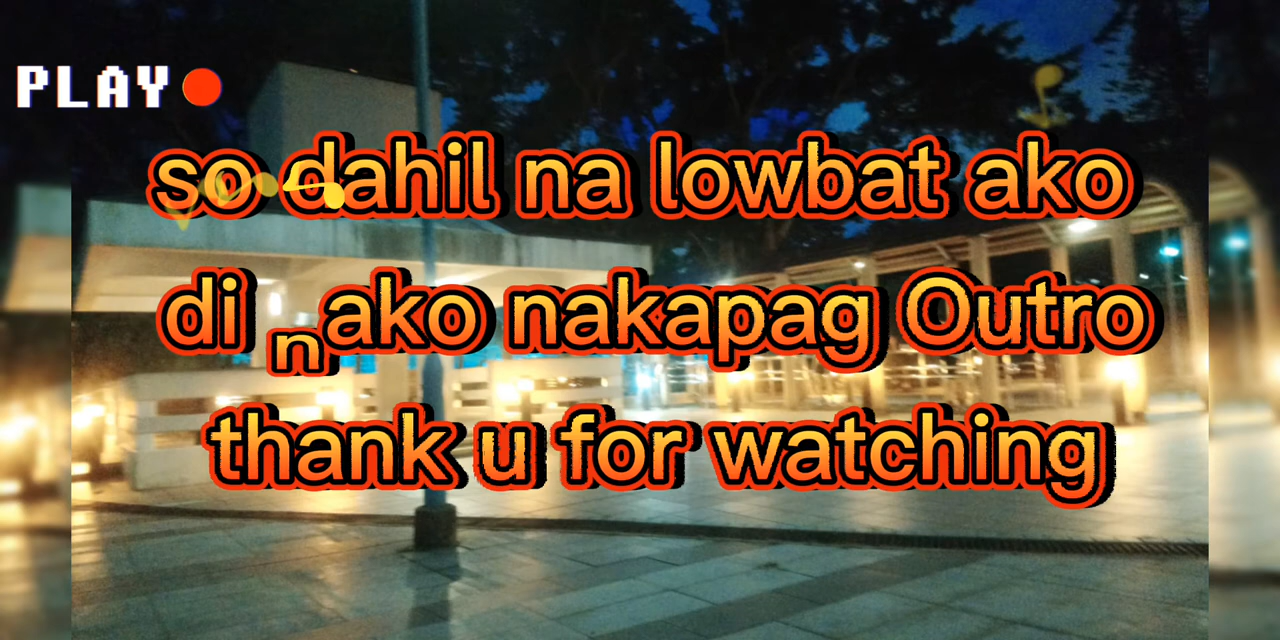 PLAY
so dahil na lowbat ako
di nako nakapag Outro
thank u for watching